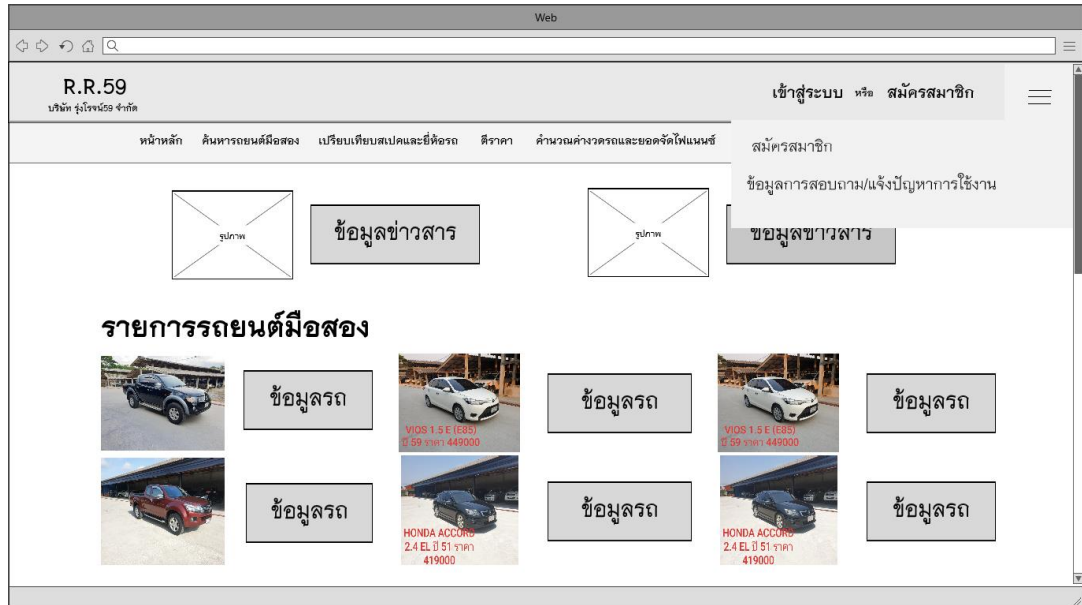 Web
R.R.59
บริษัท รุ่งโรจน์59 จำกัด
เข้าสู่ระบบ หรือ สมัครสมาชิก
หน้าหลัก ค้นหารถยนต์มือสอง เปรียบเทียบสเปคและยี่ห้อรถ ตีราคา คำนวณค่างวดรถและยอดจัดไฟแนนซ์
สมัครสมาชิก
ข้อมูลการสอบถาม/แจ้งปัญหาการใช้งาน
รูปภาพ ข้อมูลข่าวสาร รูปภาพ ข้อมูลข่าวสาร
รายการรถยนต์มือสอง
ข้อมูลรถ ข้อมูลรถ ข้อมูลรถ
VIOS 1.5 E (E85)
ปี 59 ราคา 449000
VIOS 1.5 E (E85)
ปี 59 ราคา 449000
ข้อมูลรถ ข้อมูลรถ ข้อมูลรถ
HONDA ACCORD
2.4 EL ปี 51 ราคา
419000
HONDA ACCORD
2.4 EL ปี 51 ราคา
419000